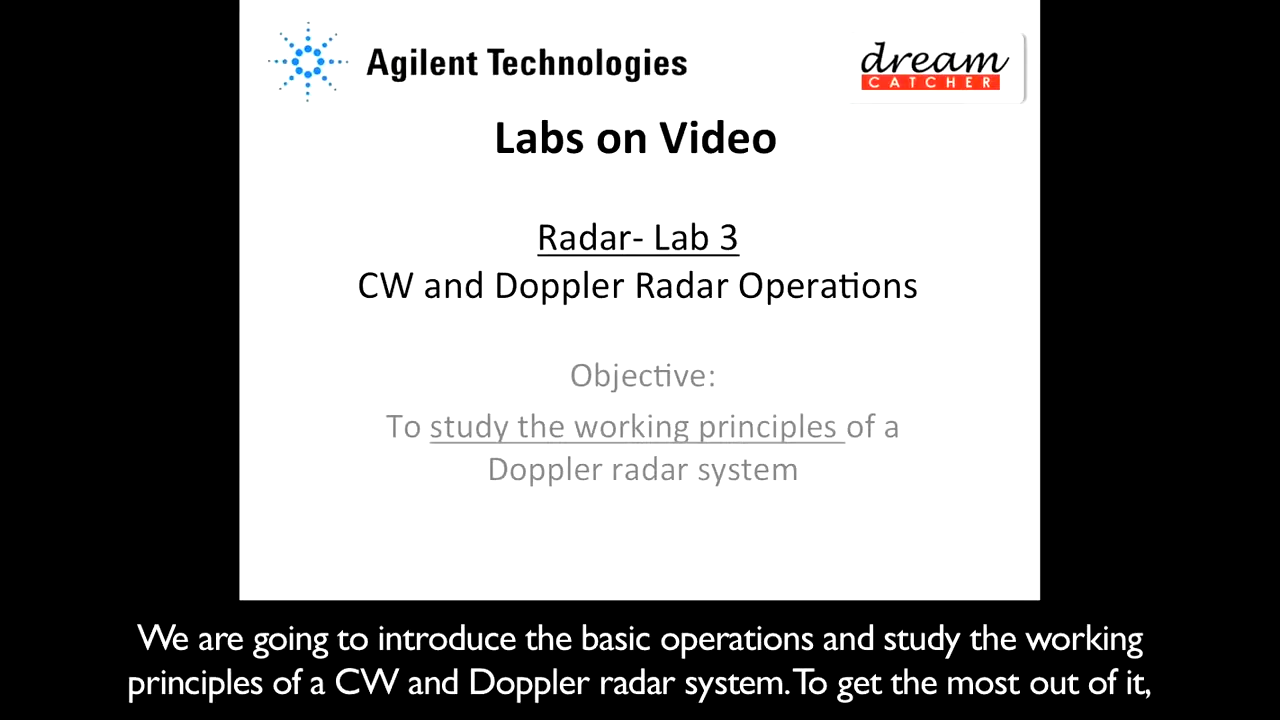 Agilent Technologies
dream
CATCHER
Labs on Video
Radar- Lab 3
CW and Doppler Radar Operations
Objective:
To study the working principles of a
Doppler radar system
We are going to introduce the basic operations and study the working
principles of a CW and Doppler radar system. To get the most out of it,